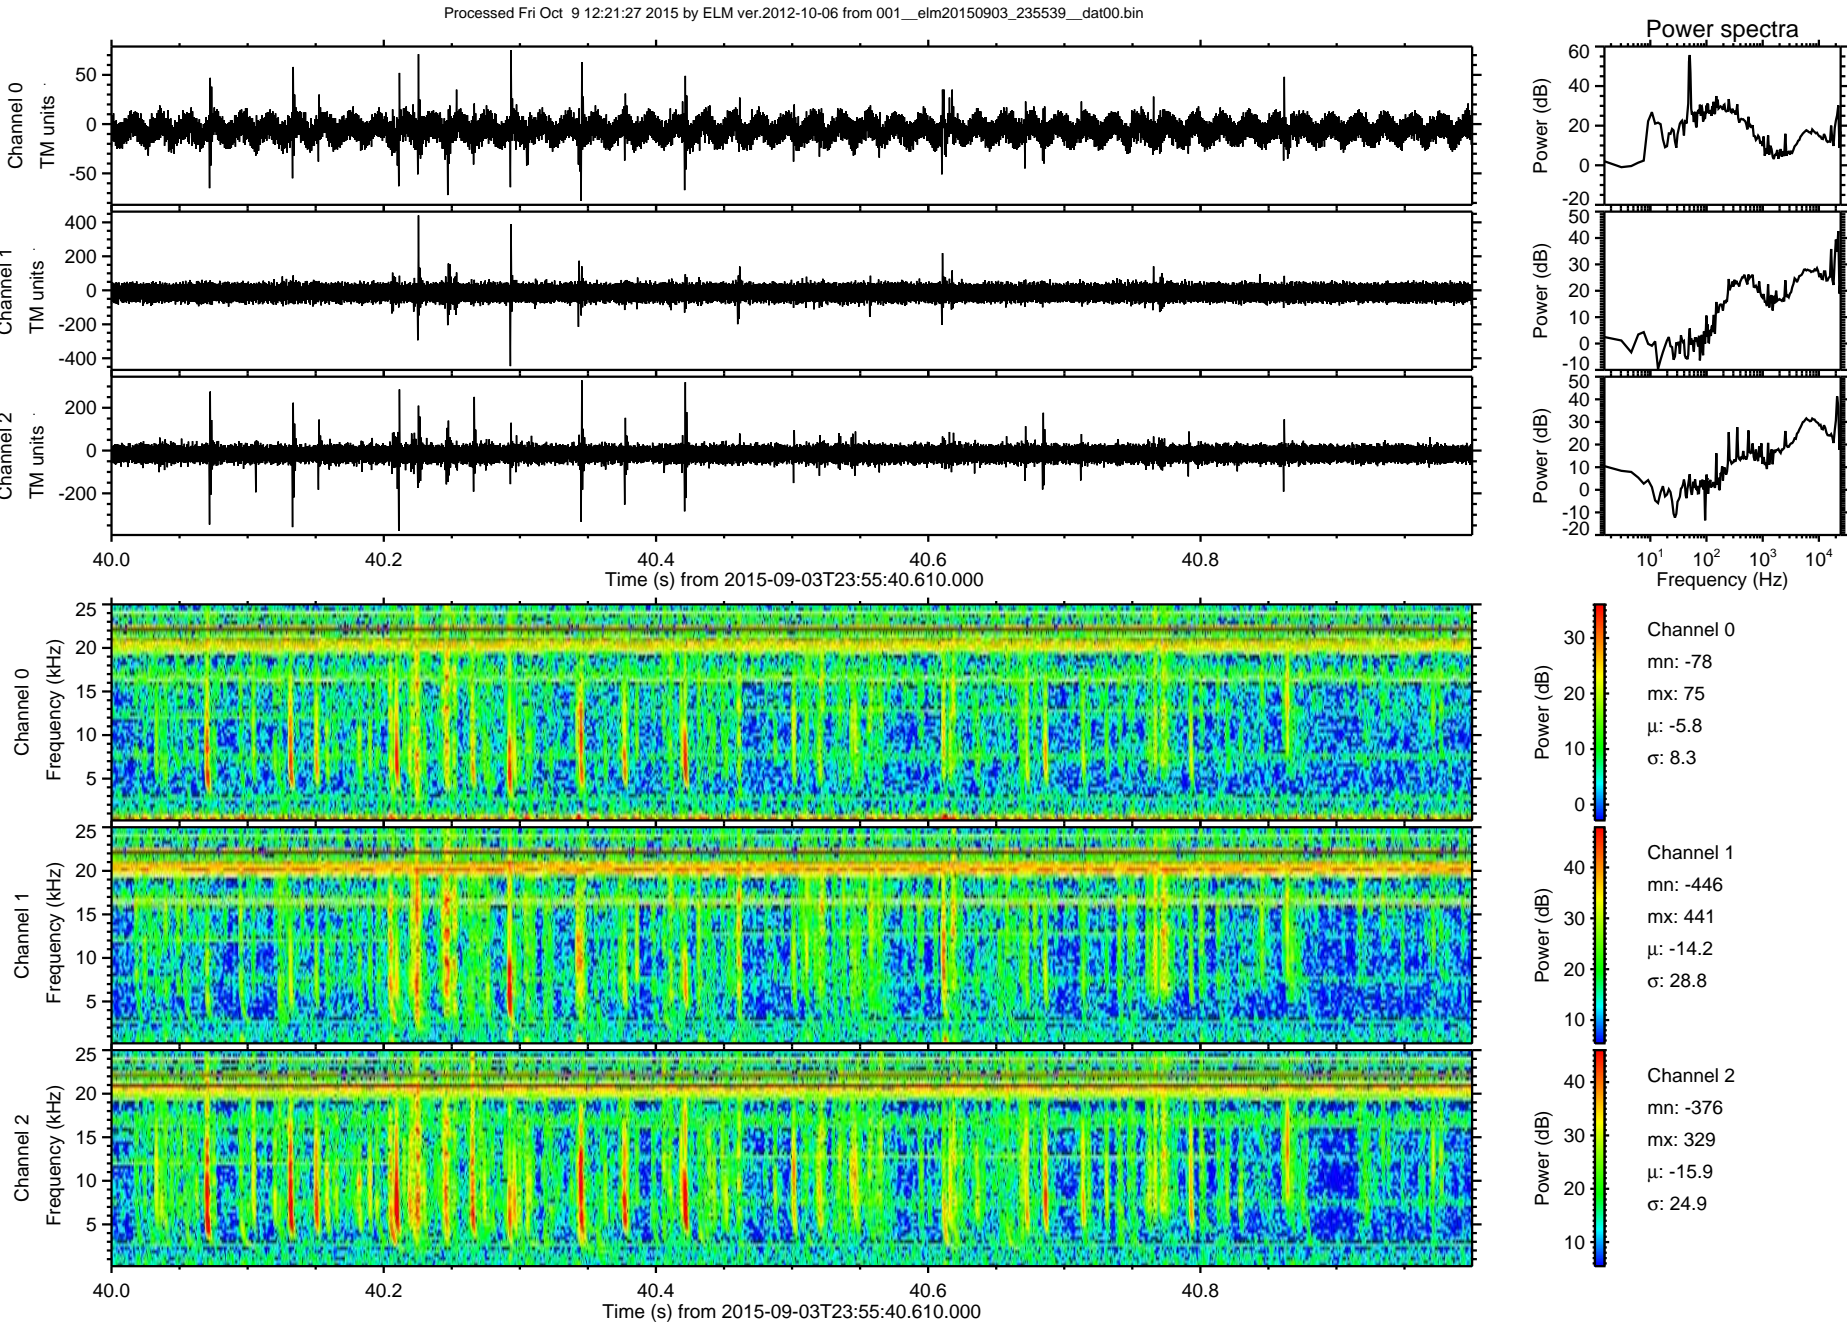 Processed Fri Oct  9 12:21:27 2015 by ELM ver.2012-10-06 from 001__elm20150903_235539__dat00.bin
Power spectra
Channel 0
TM units
50
0
-50
Power (dB)
60
40
20
0
-20
Channel 1
TM units
400
200
0
-200
-400
Power (dB)
50
40
30
20
10
0
-10
Channel 2
TM units
200
0
-200
Power (dB)
50
40
30
20
10
0
-10
-20
40.0 40.2 40.4 40.6 40.8
Time (s) from 2015-09-03T23:55:40.610.000
10¹ 10² 10³ 10⁴
Frequency (Hz)
Channel 0
Frequency (kHz)
25
20
15
10
5
Power (dB)
30
20
10
0
Channel 0
mn: -78
mx: 75
μ: -5.8
σ: 8.3
Channel 1
Frequency (kHz)
25
20
15
10
5
Power (dB)
40
30
20
10
Channel 1
mn: -446
mx: 441
μ: -14.2
σ: 28.8
Channel 2
Frequency (kHz)
25
20
15
10
5
Power (dB)
40
30
20
10
Channel 2
mn: -376
mx: 329
μ: -15.9
σ: 24.9
40.0 40.2 40.4 40.6 40.8
Time (s) from 2015-09-03T23:55:40.610.000